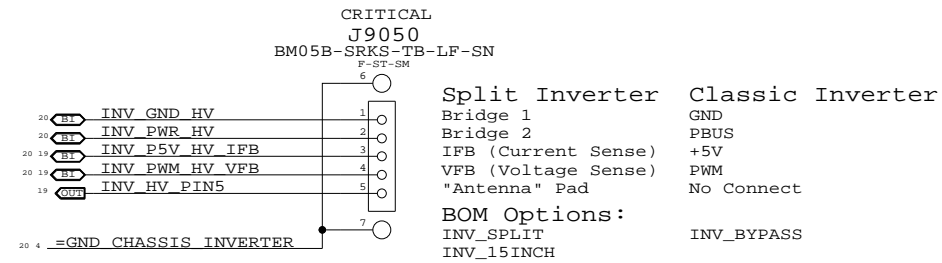 CRITICAL
J9050
BM05B-SRKS-TB-LF-SN
F-ST-SM
6
20 BI INV_GND_HV 1
20 BI INV_PWR_HV 2
20 19 BI INV_P5V_HV_IFB 3
20 19 BI INV_PWM_HV_VFB 4
19 OUT INV_HV_PIN5 5
7
20 4 =GND_CHASSIS_INVERTER
Split Inverter Classic Inverter
Bridge 1 GND
Bridge 2 PBUS
IFB (Current Sense) +5V
VFB (Voltage Sense) PWM
"Antenna" Pad No Connect
BOM Options:
INV_SPLIT INV_BYPASS
INV_15INCH